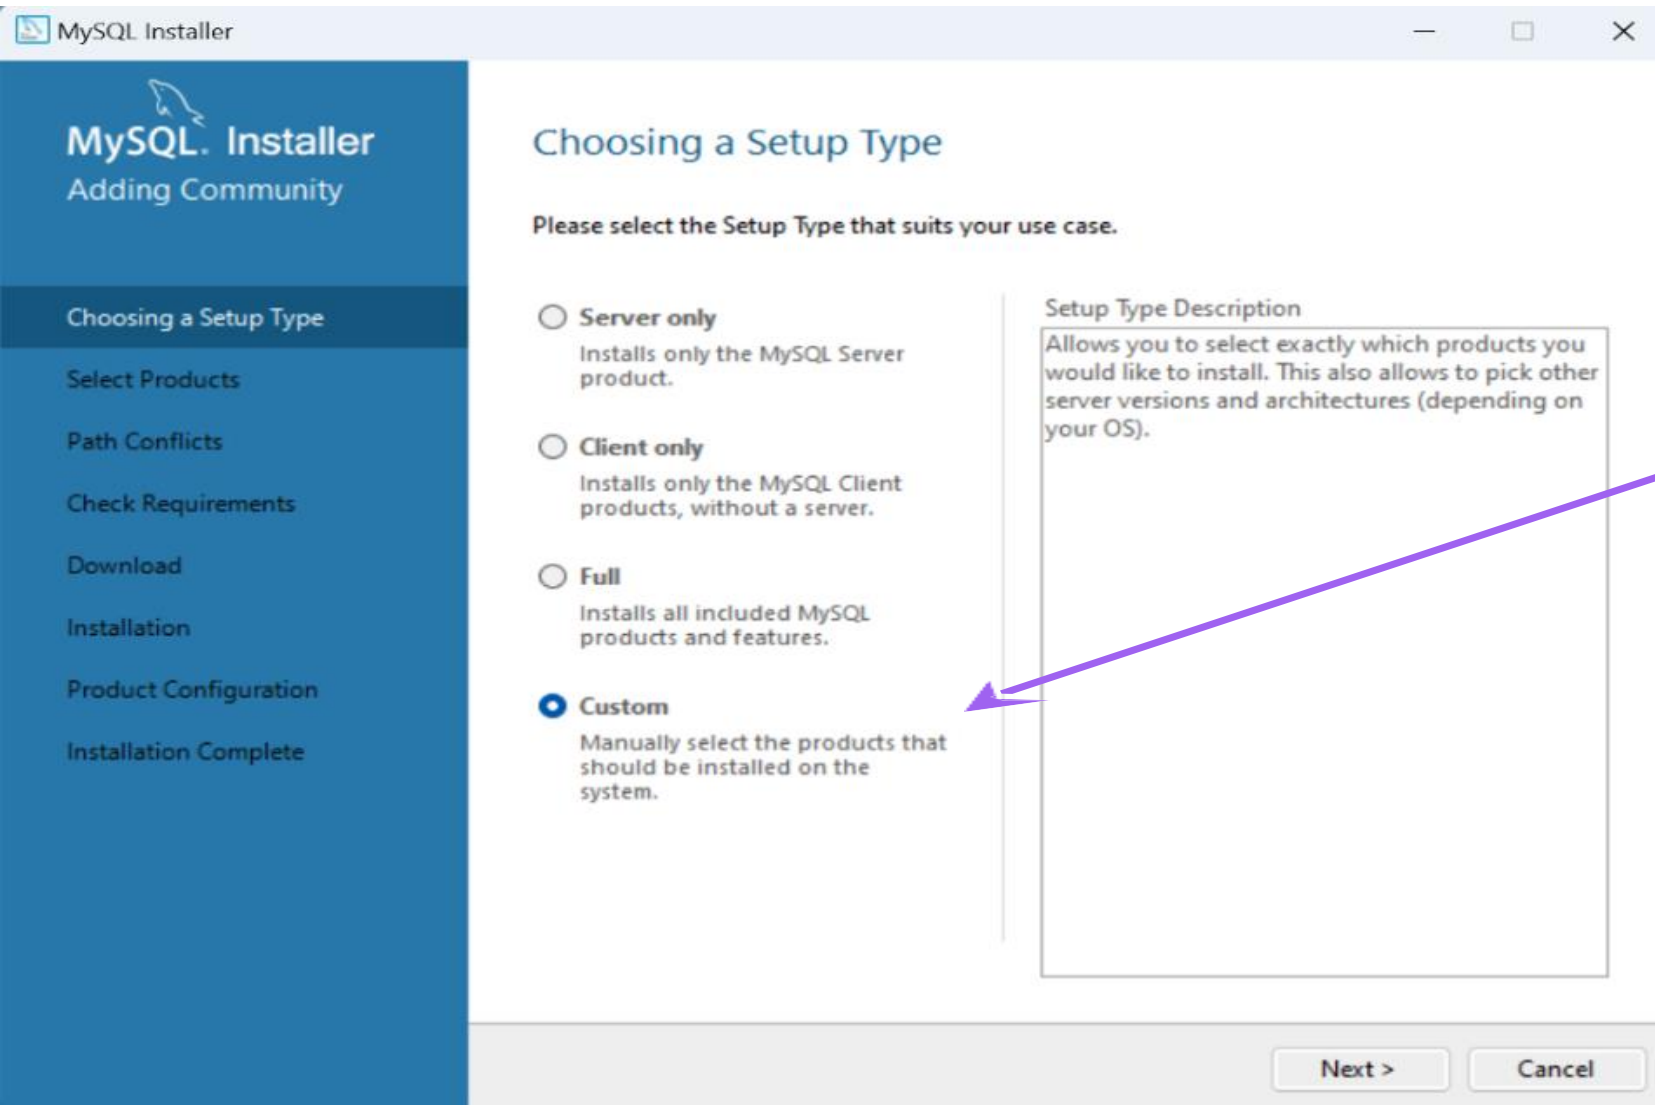 MySQL Installer
MySQL. Installer
Adding Community
Choosing a Setup Type
Select Products
Path Conflicts
Check Requirements
Download
Installation
Product Configuration
Installation Complete
Choosing a Setup Type
Please select the Setup Type that suits your use case.
Server only
Installs only the MySQL Server
product.
Client only
Installs only the MySQL Client
products, without a server.
Full
Installs all included MySQL
products and features.
Custom
Manually select the products that
should be installed on the
system.
Setup Type Description
Allows you to select exactly which products you
would like to install. This also allows to pick other
server versions and architectures (depending on
your OS).
Next >
Cancel